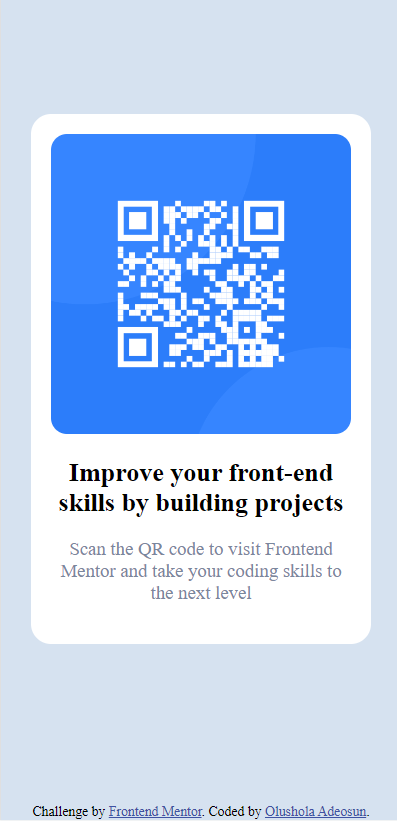 Improve your front-end
skills by building projects
Scan the QR code to visit Frontend
Mentor and take your coding skills to
the next level
Challenge by Frontend Mentor. Coded by Olushola Adeosun.